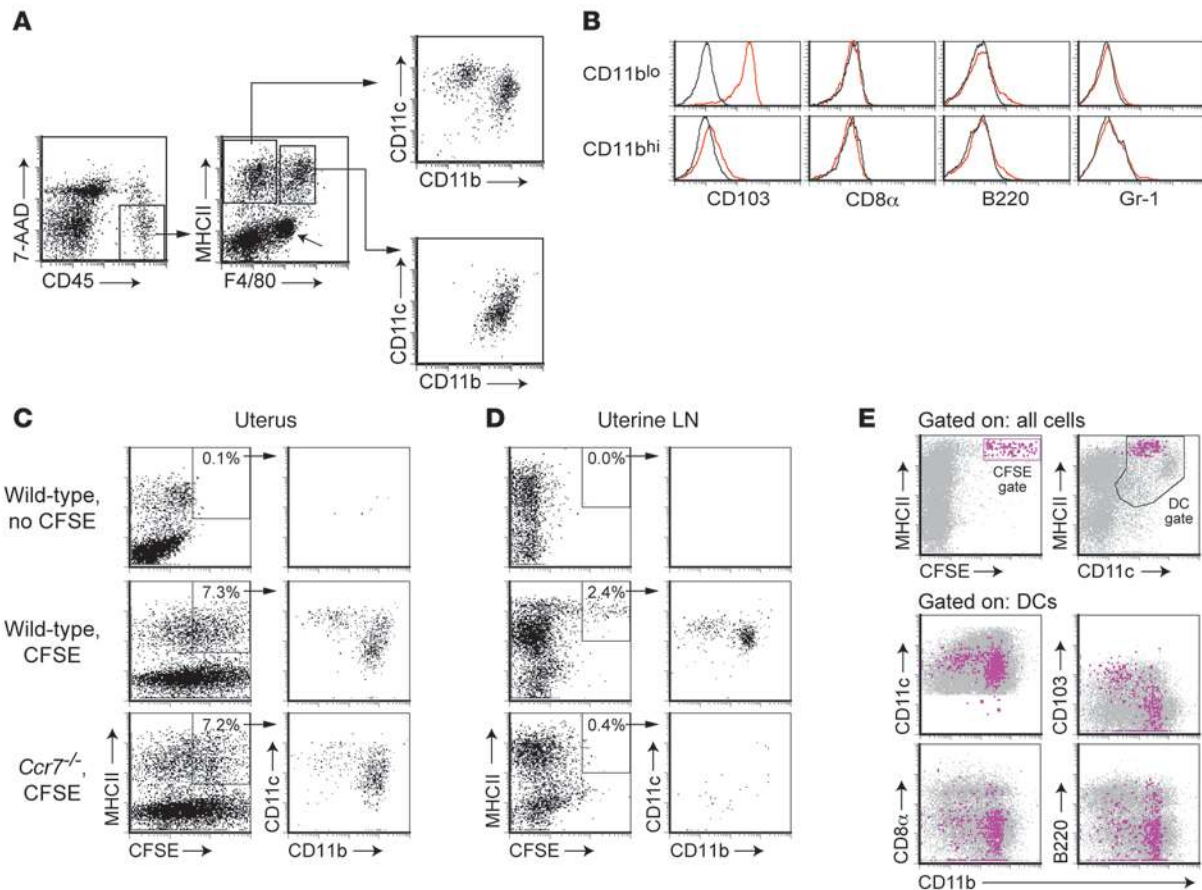 A
7-AAD
CD45
MHCII
F4/80
CD11c
CD11b
CD11c
CD11b
B
CD11blo
CD11bhi
CD103
CD8α
B220
Gr-1
C
Uterus
Wild-type,
no CFSE
0.1%
Wild-type,
CFSE
7.3%
Ccr7-/-,
CFSE
7.2%
MHCII
CFSE
CD11c
CD11b
D
Uterine LN
0.0%
2.4%
0.4%
MHCII
CFSE
CD11c
CD11b
E
Gated on: all cells
MHCII
CFSE
gate
CFSE
MHCII
DC
gate
CD11c
Gated on: DCs
CD11c
CD103
CD8α
B220
CD11b